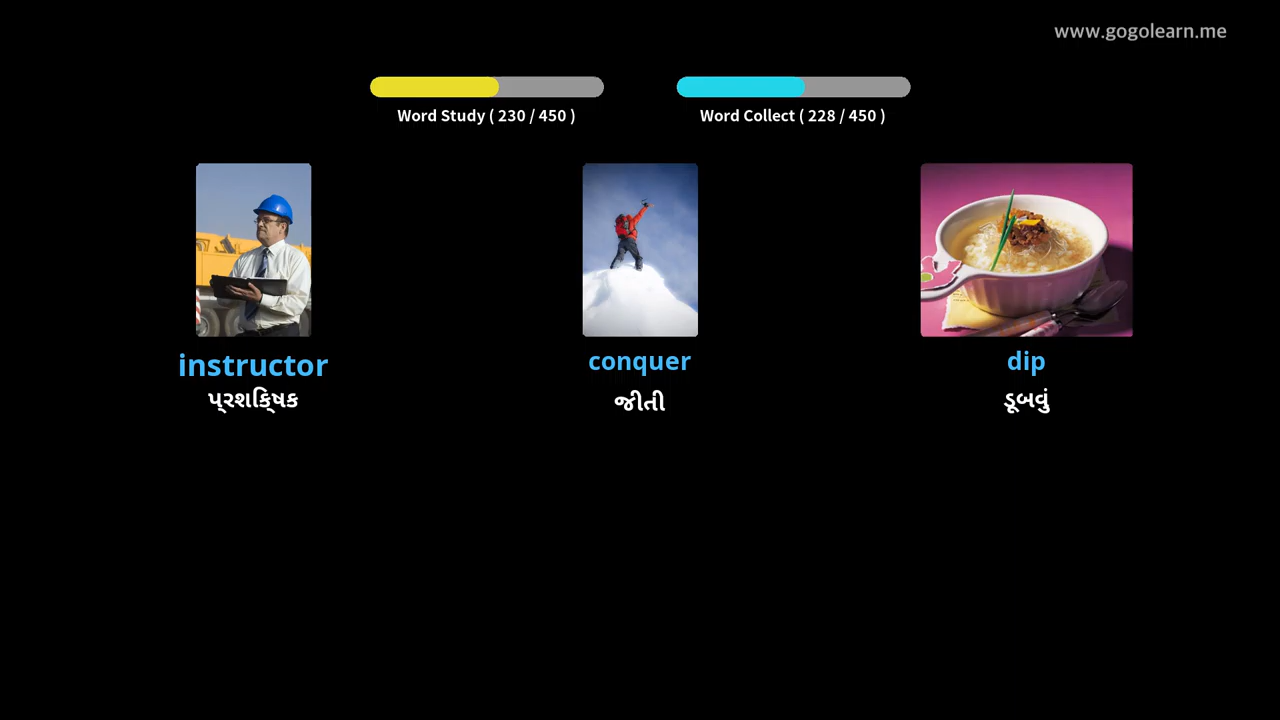 www.gogolearn.me
Word Study ( 230 / 450 )
Word Collect ( 228 / 450 )
instructor
પ્રશિક્ષક
conquer
જીતી
dip
ડૂબવું